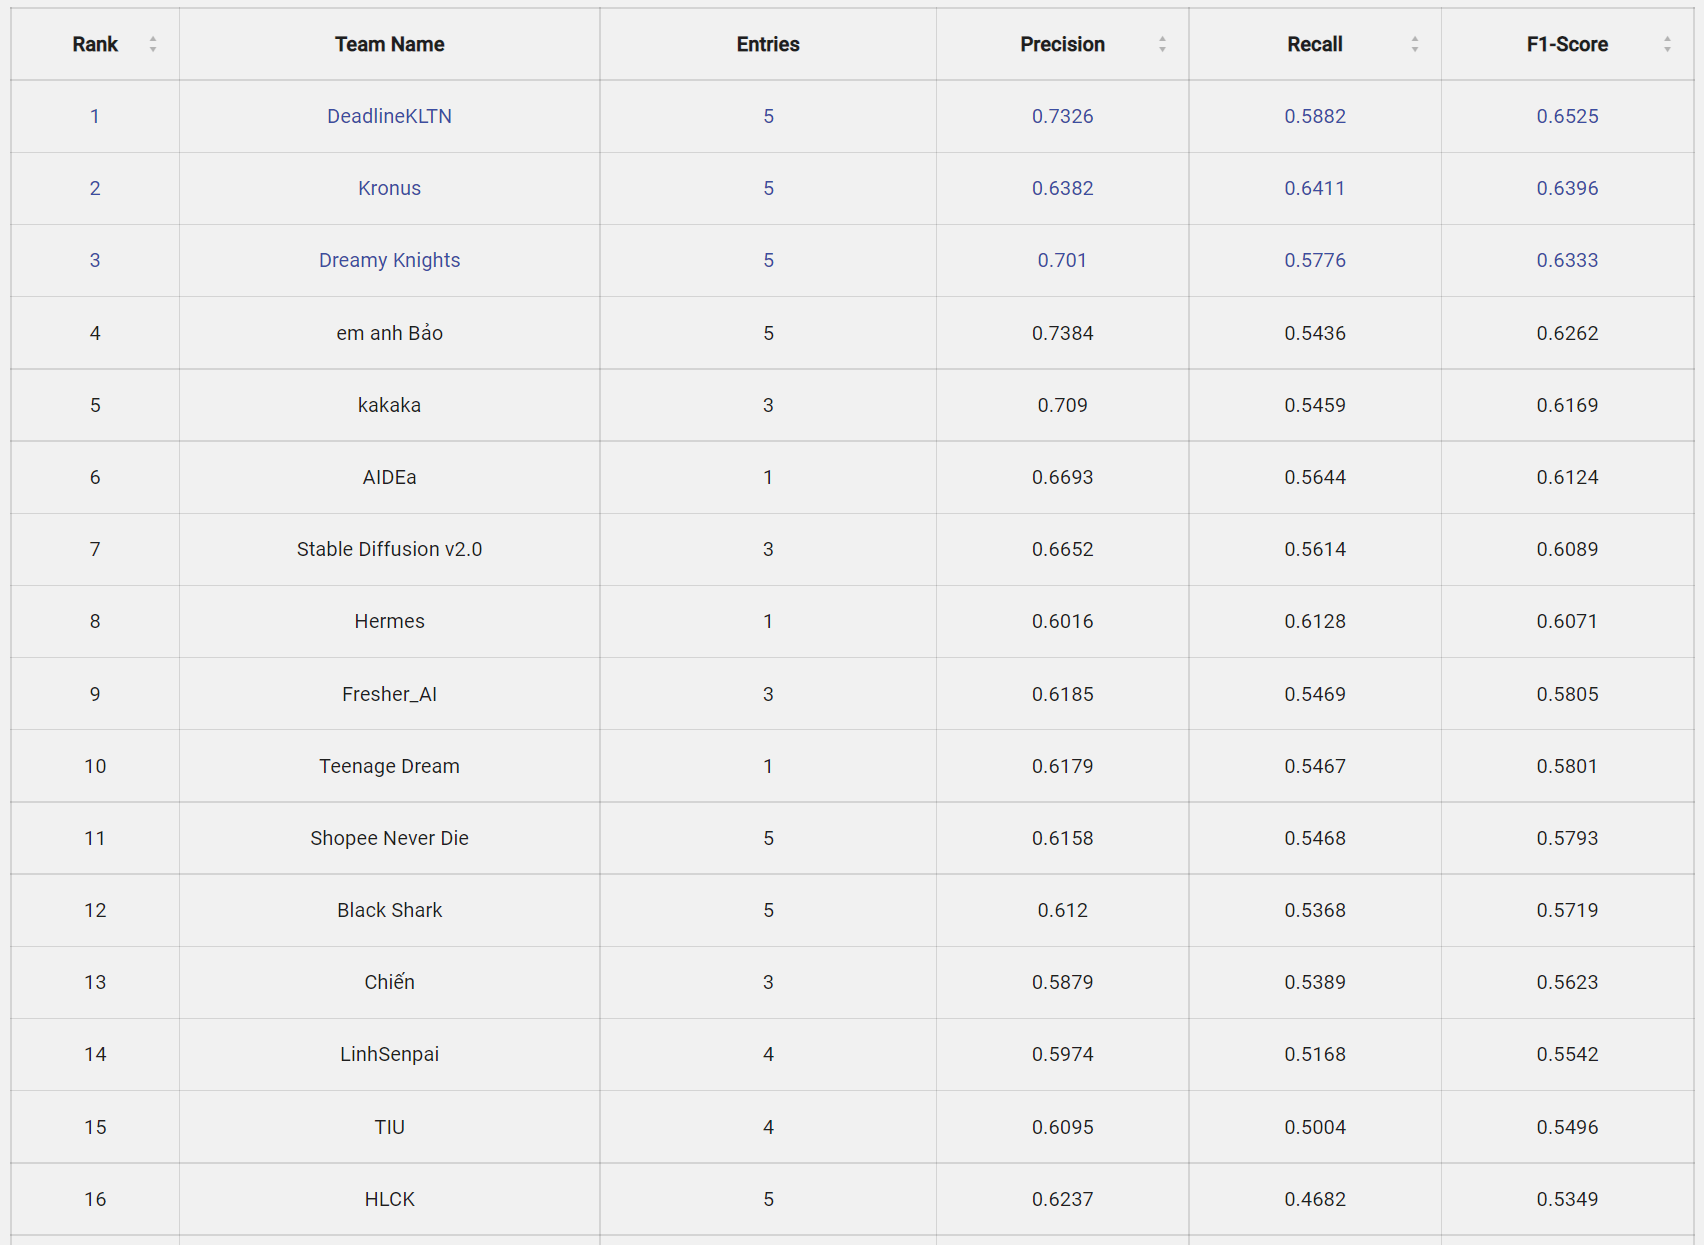 Rank Team Name Entries Precision Recall F1-Score
1 DeadlineKLTN 5 0.7326 0.5882 0.6525
2 Kronus 5 0.6382 0.6411 0.6396
3 Dreamy Knights 5 0.701 0.5776 0.6333
4 em anh Bảo 5 0.7384 0.5436 0.6262
5 kakaka 3 0.709 0.5459 0.6169
6 AIDEa 1 0.6693 0.5644 0.6124
7 Stable Diffusion v2.0 3 0.6652 0.5614 0.6089
8 Hermes 1 0.6016 0.6128 0.6071
9 Fresher_AI 3 0.6185 0.5469 0.5805
10 Teenage Dream 1 0.6179 0.5467 0.5801
11 Shopee Never Die 5 0.6158 0.5468 0.5793
12 Black Shark 5 0.612 0.5368 0.5719
13 Chiến 3 0.5879 0.5389 0.5623
14 LinhSenpai 4 0.5974 0.5168 0.5542
15 TIU 4 0.6095 0.5004 0.5496
16 HLCK 5 0.6237 0.4682 0.5349